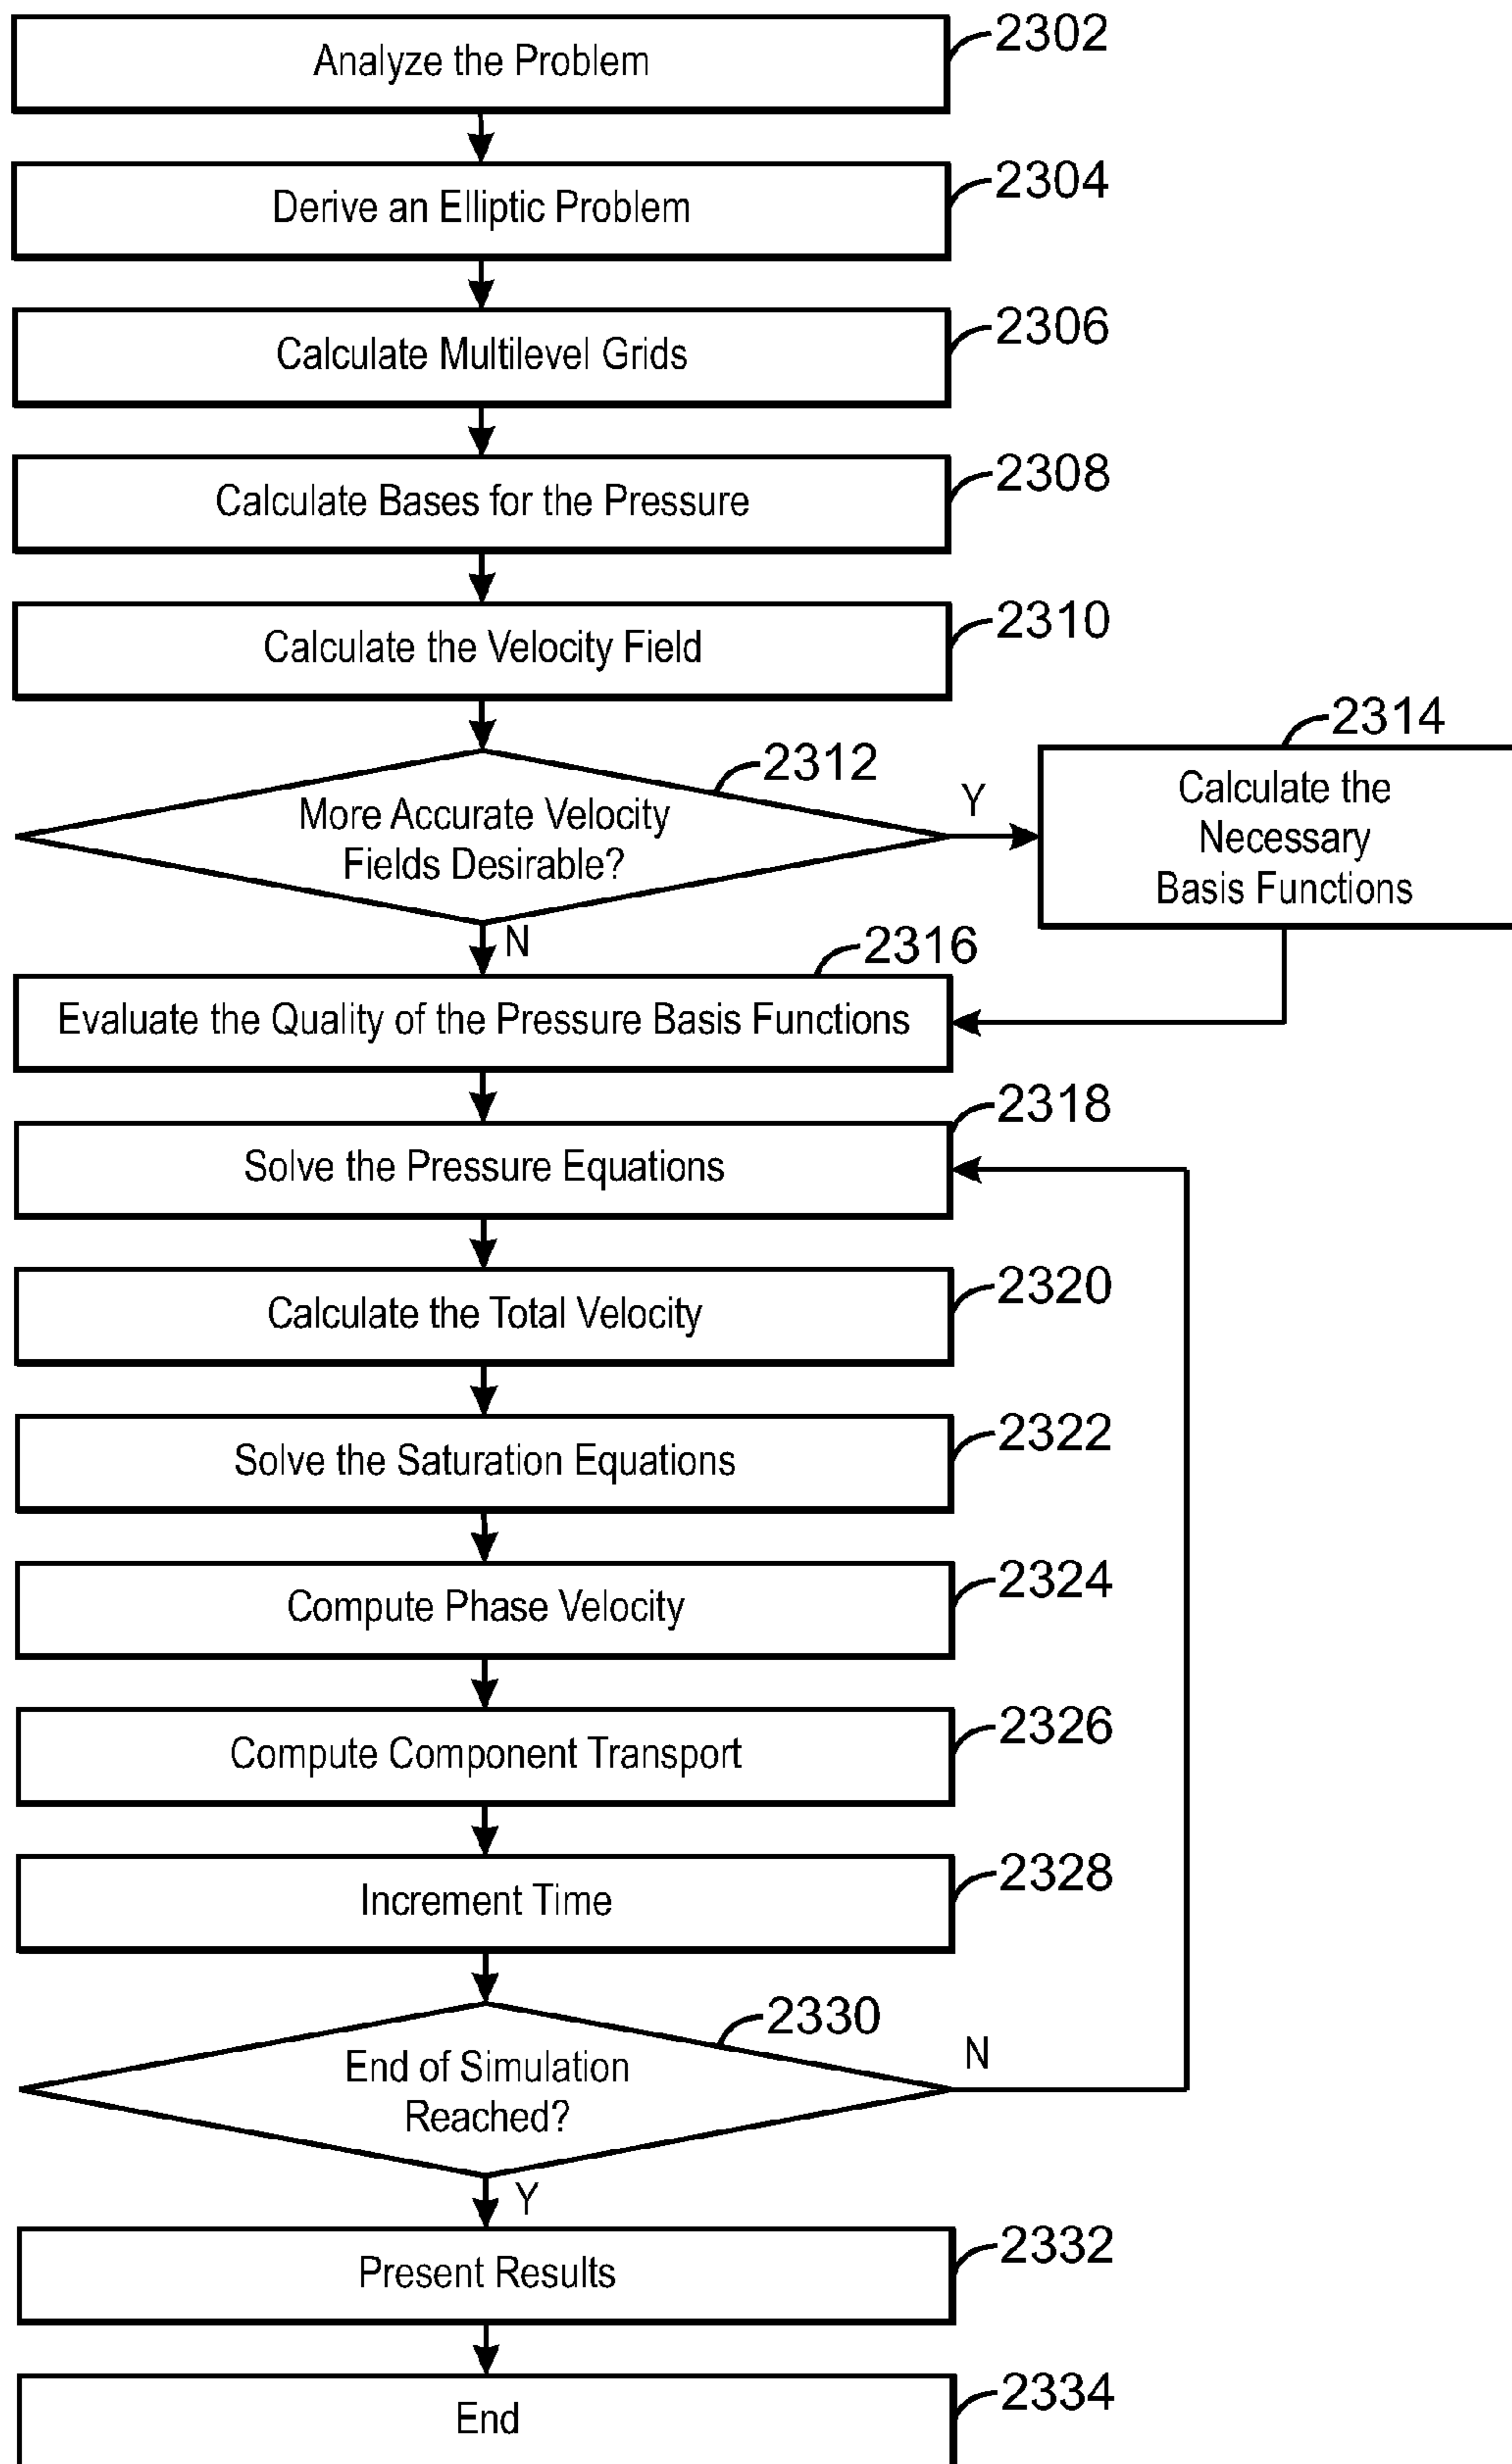 Analyze the Problem
2302
Derive an Elliptic Problem
2304
Calculate Multilevel Grids
2306
Calculate Bases for the Pressure
2308
Calculate the Velocity Field
2310
More Accurate Velocity
Fields Desirable?
2312
Y
N
2314
Calculate the
Necessary
Basis Functions
2316
Evaluate the Quality of the Pressure Basis Functions
2318
Solve the Pressure Equations
2320
Calculate the Total Velocity
2322
Solve the Saturation Equations
2324
Compute Phase Velocity
2326
Compute Component Transport
2328
Increment Time
2330
End of Simulation
Reached?
N
Y
2332
Present Results
2334
End